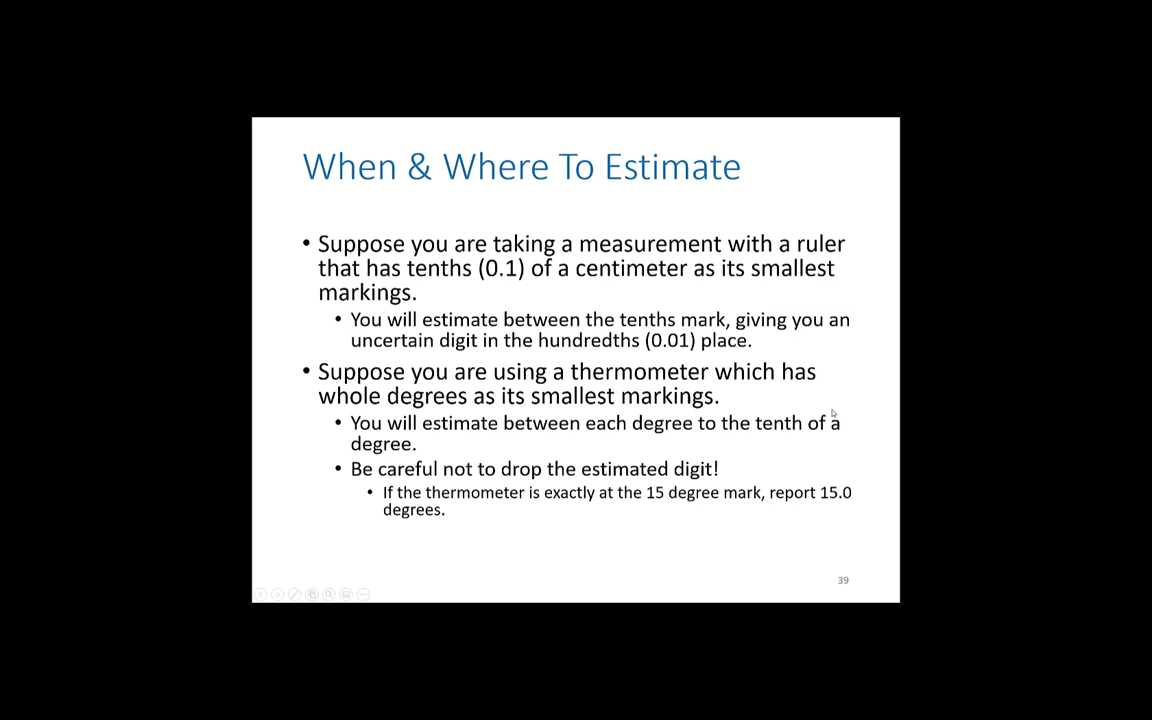 When & Where To Estimate
• Suppose you are taking a measurement with a ruler
that has tenths (0.1) of a centimeter as its smallest
markings.
• You will estimate between the tenths mark, giving you an
uncertain digit in the hundredths (0.01) place.
• Suppose you are using a thermometer which has
whole degrees as its smallest markings.
• You will estimate between each degree to the tenth of a
degree.
• Be careful not to drop the estimated digit!
• If the thermometer is exactly at the 15 degree mark, report 15.0
degrees.
39